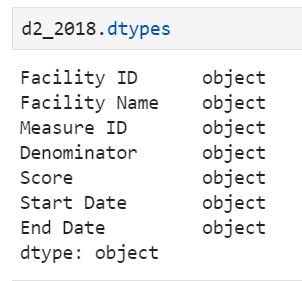 d2_2018.dtypes
Facility ID object
Facility Name object
Measure ID object
Denominator object
Score object
Start Date object
End Date object
dtype: object